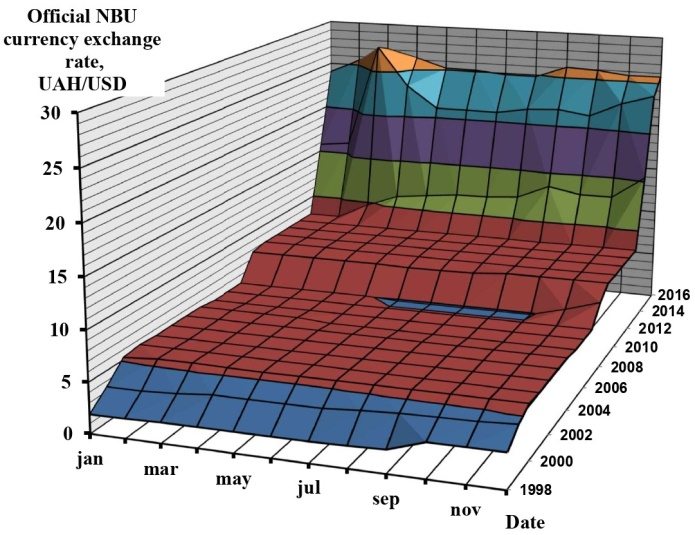 Official NBU
currency exchange
rate,
UAH/USD
30
25
20
15
10
5
0
jan
mar
may
jul
sep
nov
Date
1998
2000
2002
2004
2006
2008
2010
2012
2014
2016